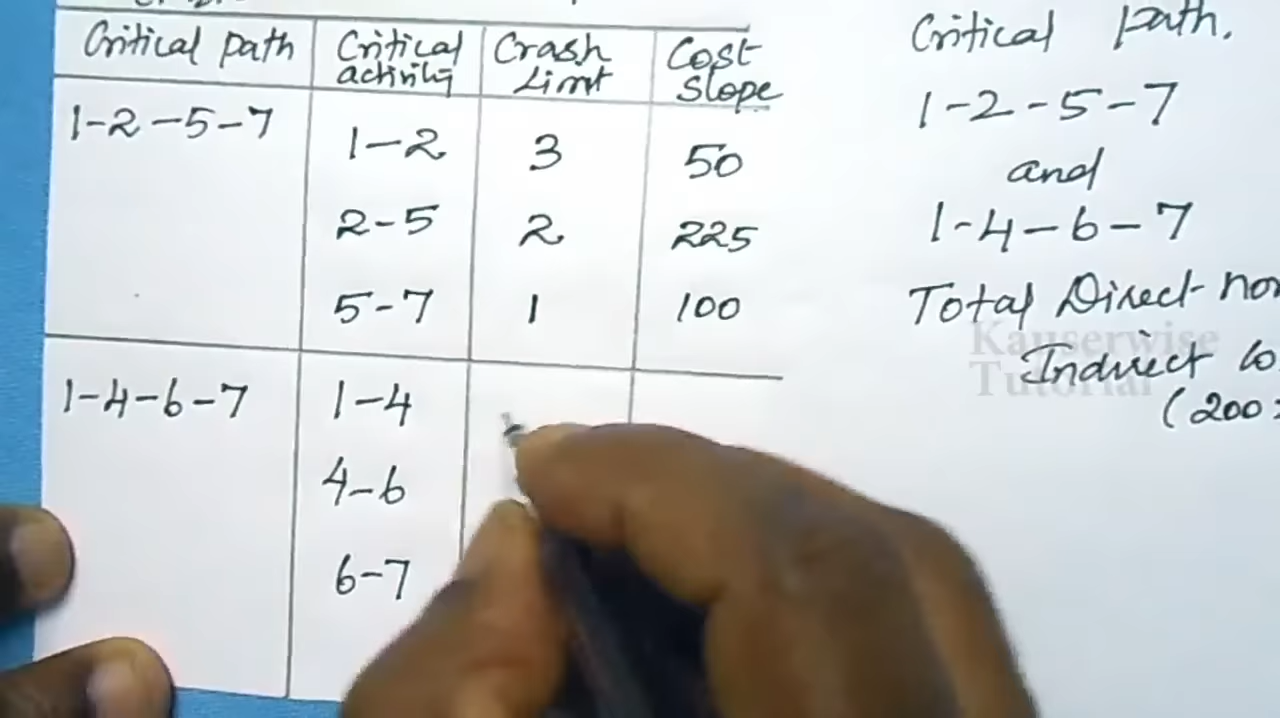 Critical path Critical activity Crash Limit Cost Slope
1-2-5-7 1-2 3 50
2-5 2 225
5-7 1 100
1-4-6-7 1-4
4-6
6-7
Critical path.
1-2-5-7
and
1-4-6-7
Total Direct
Indirect
(200
Kauserwise
Tutorial